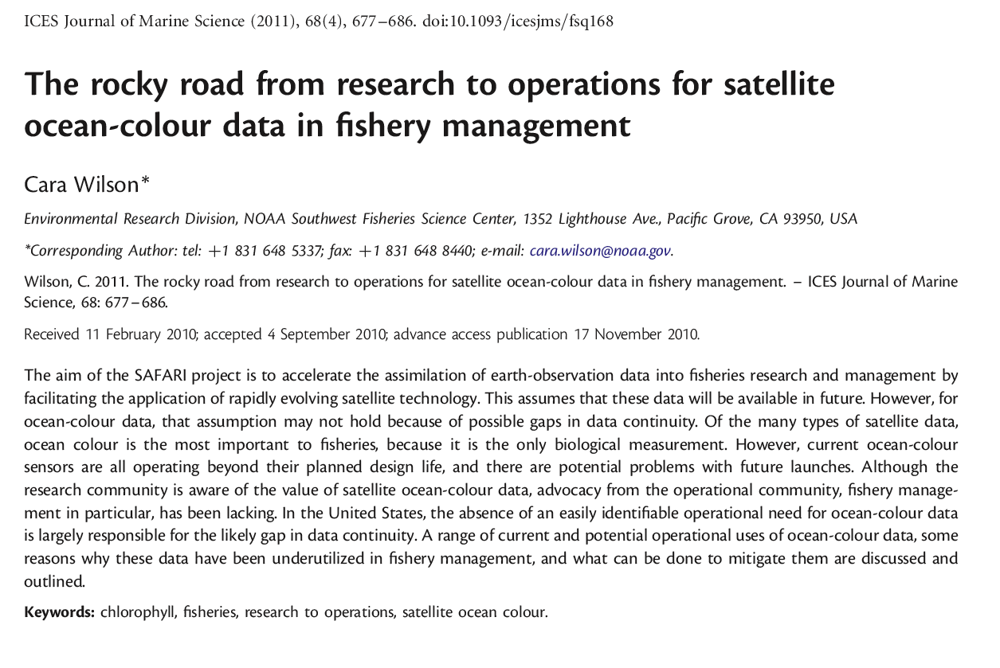 ICES Journal of Marine Science (2011), 68(4), 677–686. doi:10.1093/icesjms/fsq168
The rocky road from research to operations for satellite
ocean-colour data in fishery management
Cara Wilson*
Environmental Research Division, NOAA Southwest Fisheries Science Center, 1352 Lighthouse Ave., Pacific Grove, CA 93950, USA
*Corresponding Author: tel: +1 831 648 5337; fax: +1 831 648 8440; e-mail: cara.wilson@noaa.gov.
Wilson, C. 2011. The rocky road from research to operations for satellite ocean-colour data in fishery management. – ICES Journal of Marine
Science, 68: 677–686.
Received 11 February 2010; accepted 4 September 2010; advance access publication 17 November 2010.
The aim of the SAFARI project is to accelerate the assimilation of earth-observation data into fisheries research and management by
facilitating the application of rapidly evolving satellite technology. This assumes that these data will be available in future. However, for
ocean-colour data, that assumption may not hold because of possible gaps in data continuity. Of the many types of satellite data,
ocean colour is the most important to fisheries, because it is the only biological measurement. However, current ocean-colour
sensors are all operating beyond their planned design life, and there are potential problems with future launches. Although the
research community is aware of the value of satellite ocean-colour data, advocacy from the operational community, fishery manage-
ment in particular, has been lacking. In the United States, the absence of an easily identifiable operational need for ocean-colour data
is largely responsible for the likely gap in data continuity. A range of current and potential operational uses of ocean-colour data, some
reasons why these data have been underutilized in fishery management, and what can be done to mitigate them are discussed and
outlined.
Keywords: chlorophyll, fisheries, research to operations, satellite ocean colour.